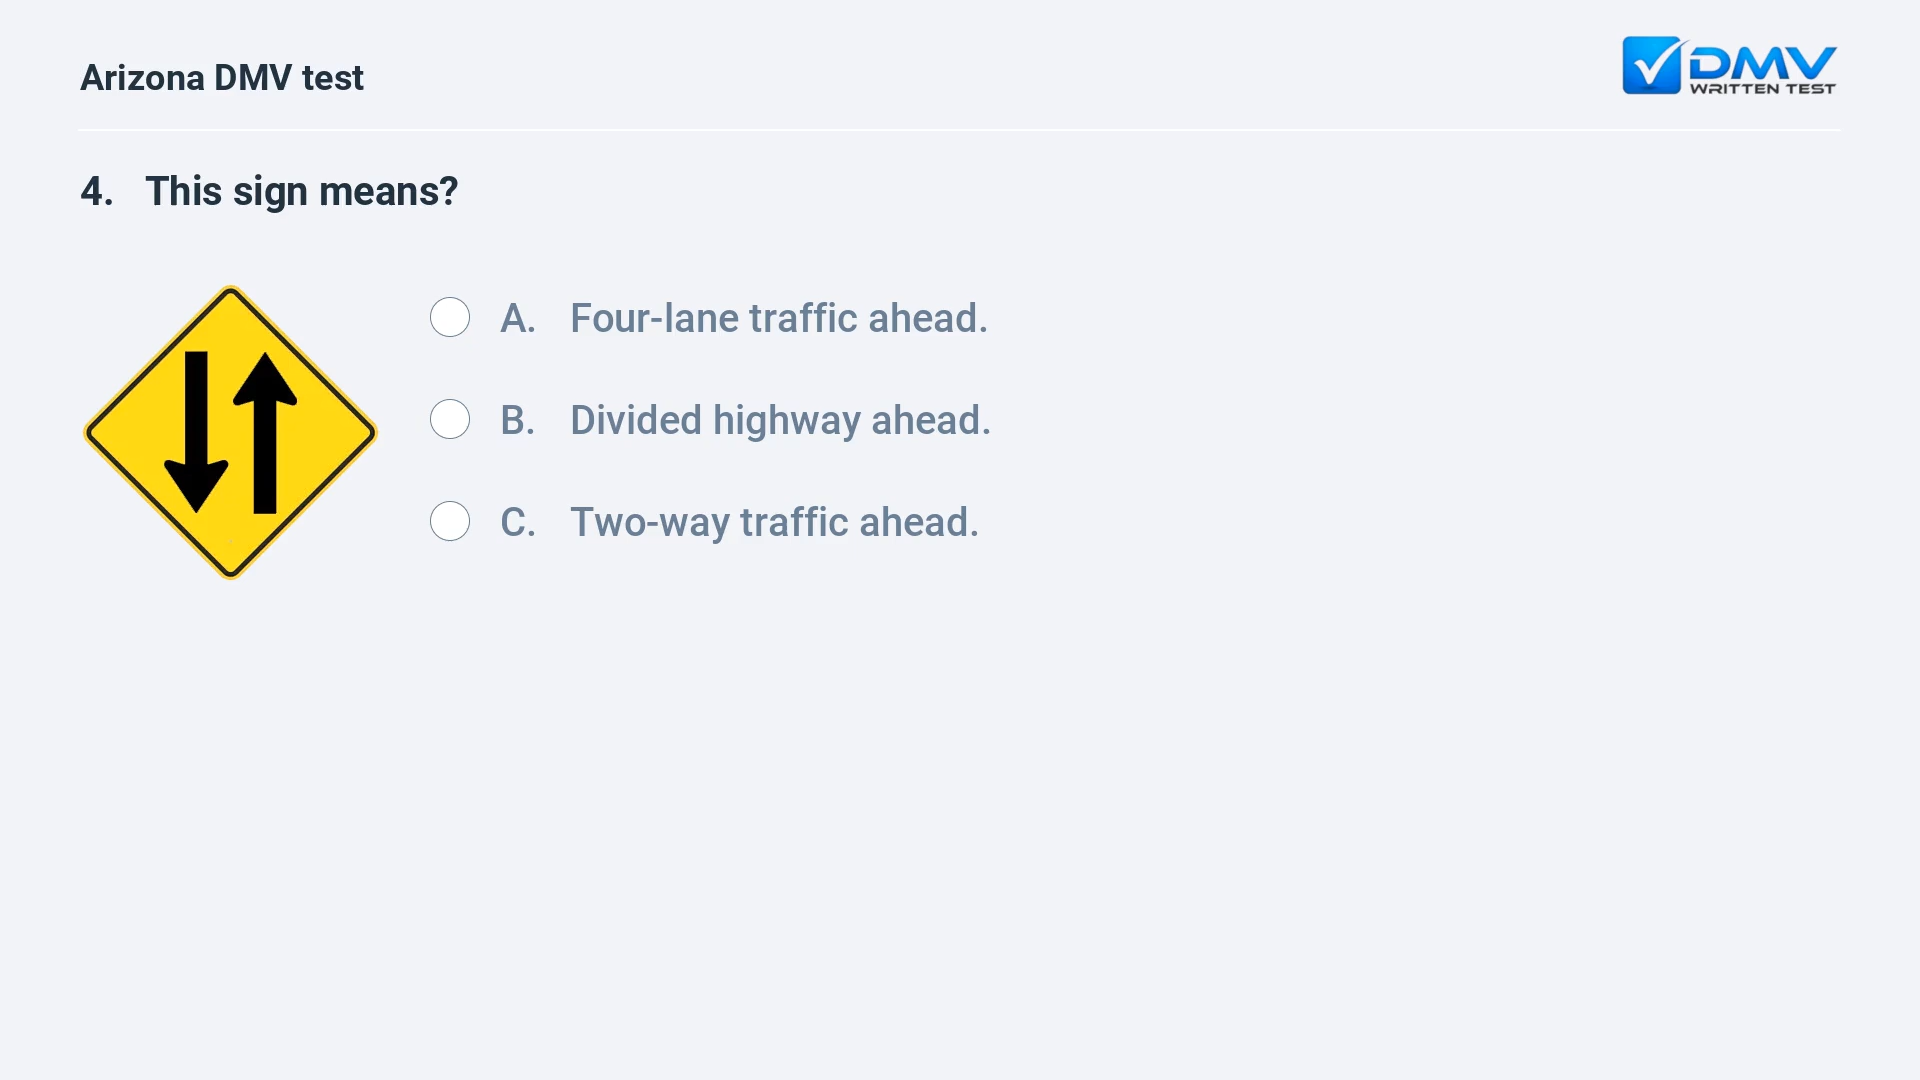 Arizona DMV test
DMV
WRITTEN TEST
4. This sign means?
A. Four-lane traffic ahead.
B. Divided highway ahead.
C. Two-way traffic ahead.